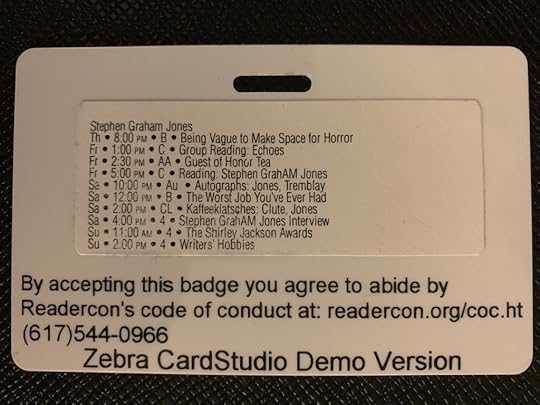 Stephen Graham Jones
Th • 8:00 PM • B • Being Vague to Make Space for Horror
Fr • 1:00 PM • C • Group Reading: Echoes
Fr • 2:30 PM • AA • Guest of Honor Tea
Fr • 5:00 PM • C • Reading: Stephen GrahAM Jones
Sa • 10:00 PM • Au • Autographs: Jones, Tremblay
Sa • 12:00 PM • B • The Worst Job You've Ever Had
Sa • 2:00 PM • CL • Kaffeeklatsches: Clute, Jones
Sa • 4:00 PM • 4 • Stephen GrahAM Jones Interview
Su • 11:00 AM • 4 • The Shirley Jackson Awards
Su • 2:00 PM • 4 • Writers' Hobbies
By accepting this badge you agree to abide by
Readercon's code of conduct at: readercon.org/coc.ht
(617)544-0966
Zebra CardStudio Demo Version